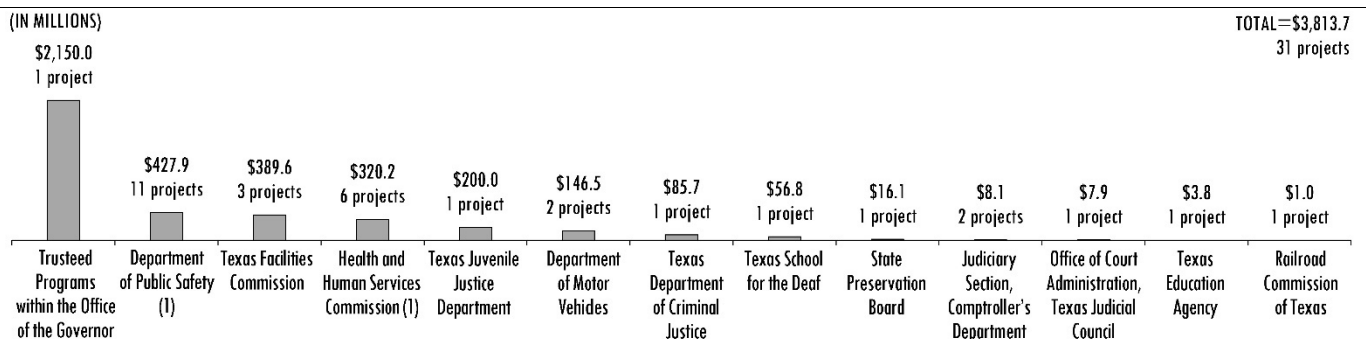 (IN MILLIONS)
TOTAL=$3,813.7
31 projects
$2,150.0
1 project
$427.9
11 projects
$389.6
3 projects
$320.2
6 projects
$200.0
1 project
$146.5
2 projects
$85.7
1 project
$56.8
1 project
$16.1
1 project
$8.1
2 projects
$7.9
1 project
$3.8
1 project
$1.0
1 project
Trusteed
Programs
within the Office
of the Governor
Department
of Public Safety
(1)
Texas Facilities
Commission
Health and
Human Services
Commission (1)
Texas Juvenile
Justice
Department
Department
of Motor
Vehicles
Texas
Department
of Criminal
Justice
Texas School
for the Deaf
State
Preservation
Board
Judiciary
Section,
Comptroller's
Department
Office of Court
Administration,
Texas Judicial
Council
Texas
Education
Agency
Railroad
Commission
of Texas